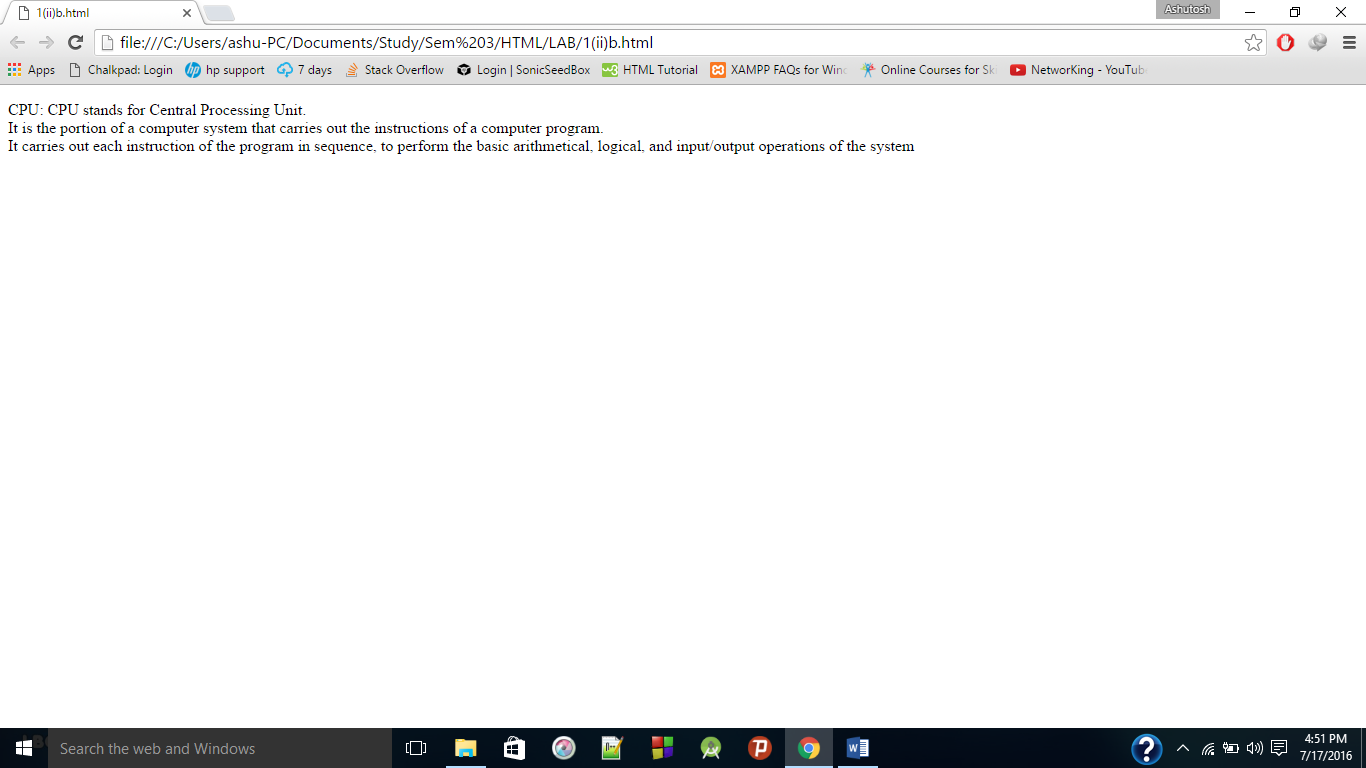 1(ii)b.html
Ashutosh
file:///C:/Users/ashu-PC/Documents/Study/Sem%203/HTML/LAB/1(ii)b.html
Apps Chalkpad: Login hp support 7 days Stack Overflow Login | SonicSeedBox HTML Tutorial XAMPP FAQs for Wind Online Courses for Sk NetworKing - YouTub
CPU: CPU stands for Central Processing Unit.
It is the portion of a computer system that carries out the instructions of a computer program.
It carries out each instruction of the program in sequence, to perform the basic arithmetical, logical, and input/output operations of the system
Search the web and Windows
4:51 PM
7/17/2016